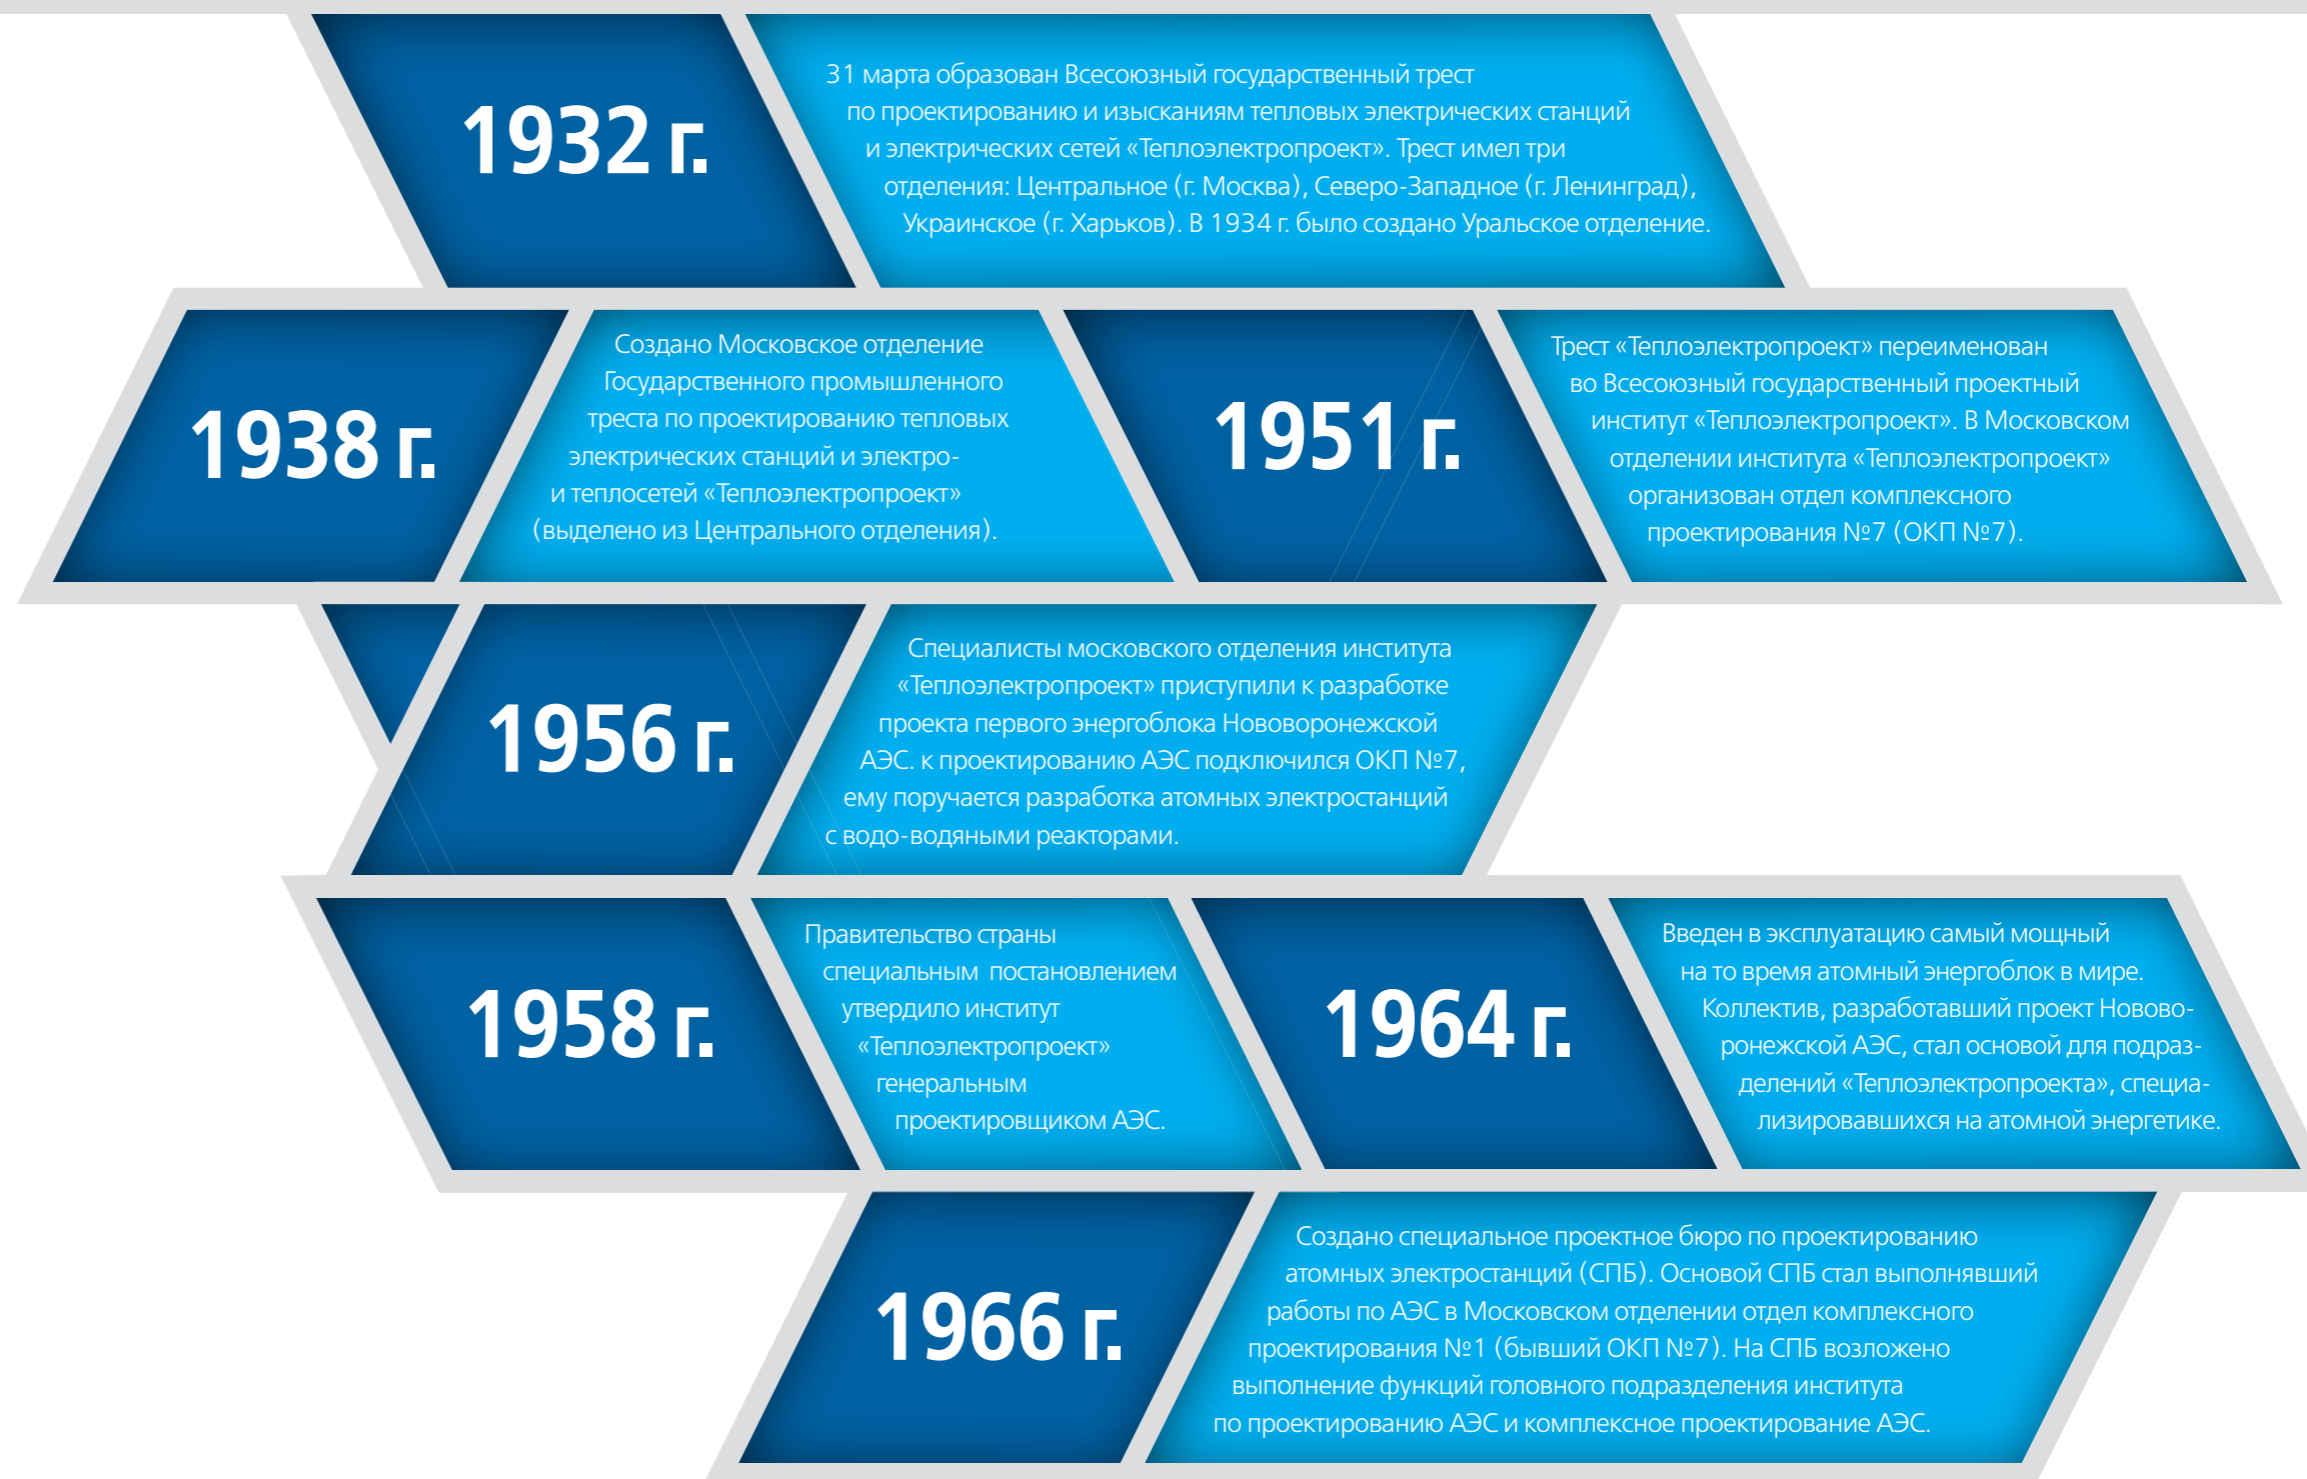 1932 г.
31 марта образован Всесоюзный государственный трест
по проектированию и изысканиям тепловых электрических станций
и электрических сетей «Теплоэлектропроект». Трест имел три
отделения: Центральное (г. Москва), Северо-Западное (г. Ленинград),
Украинское (г. Харьков). В 1934 г. было создано Уральское отделение.
1938 г.
Создано Московское отделение
Государственного промышленного
треста по проектированию тепловых
электрических станций и электро-
и теплосетей «Теплоэлектропроект»
(выделено из Центрального отделения).
1951 г.
Трест «Теплоэлектропроект» переименован
во Всесоюзный государственный проектный
институт «Теплоэлектропроект». В Московском
отделении института «Теплоэлектропроект»
организован отдел комплексного
проектирования №7 (ОКП №7).
1956 г.
Специалисты московского отделения института
«Теплоэлектропроект» приступили к разработке
проекта первого энергоблока Нововоронежской
АЭС. к проектированию АЭС подключился ОКП №7,
ему поручается разработка атомных электростанций
с водо-водяными реакторами.
1958 г.
Правительство страны
специальным постановлением
утвердило институт
«Теплоэлектропроект»
генеральным
проектировщиком АЭС.
1964 г.
Введен в эксплуатацию самый мощный
на то время атомный энергоблок в мире.
Коллектив, разработавший проект Новово-
ронежской АЭС, стал основой для подраз-
делений «Теплоэлектропроекта», специа-
лизировавшихся на атомной энергетике.
1966 г.
Создано специальное проектное бюро по проектированию
атомных электростанций (СПБ). Основой СПБ стал выполнявший
работы по АЭС в Московском отделении отдел комплексного
проектирования №1 (бывший ОКП №7). На СПБ возложено
выполнение функций головного подразделения института
по проектированию АЭС и комплексное проектирование АЭС.